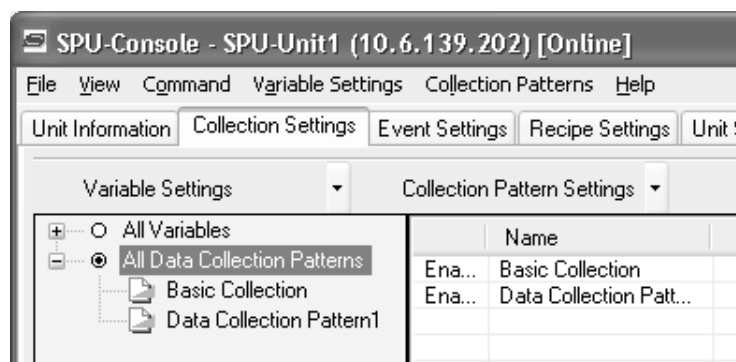 SPU-Console - SPU-Unit1 (10.6.139.202) [Online]
File View Command Variable Settings Collection Patterns Help
Unit Information Collection Settings Event Settings Recipe Settings Unit
Variable Settings Collection Pattern Settings
All Variables
All Data Collection Patterns
Basic Collection
Data Collection Pattern1
Name
Ena... Basic Collection
Ena... Data Collection Patt...